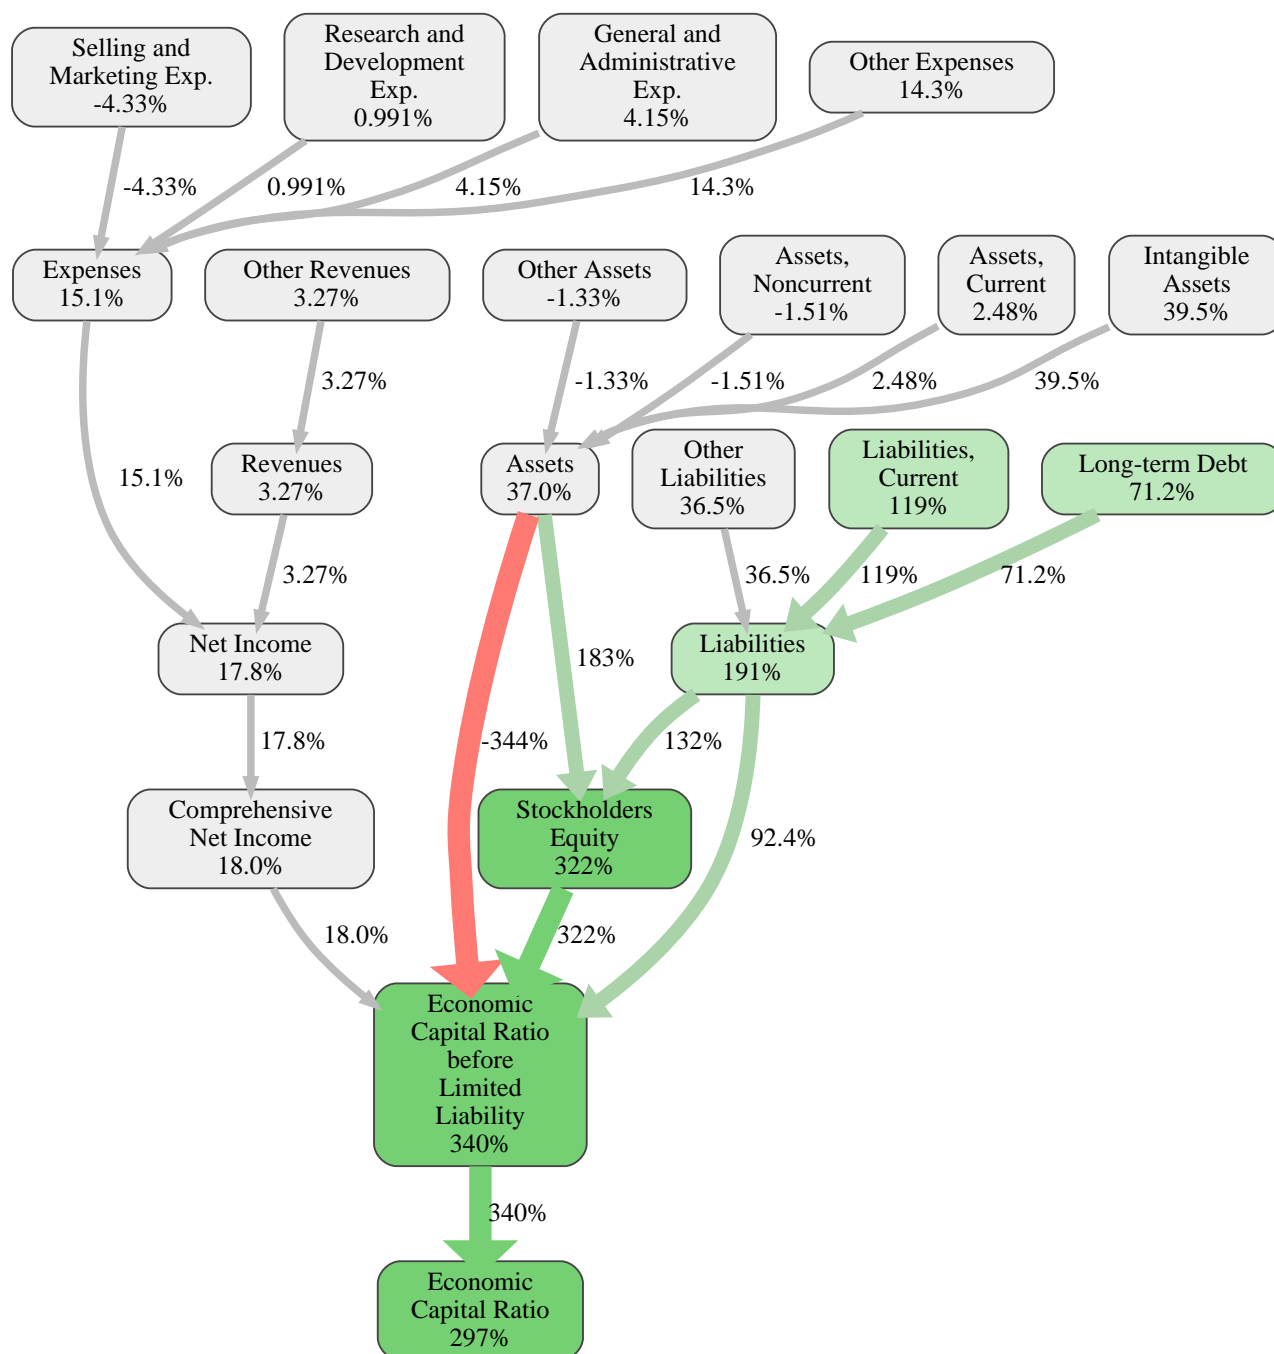 Selling and
Marketing Exp.
-4.33%
Research and
Development
Exp.
0.991%
General and
Administrative
Exp.
4.15%
Other Expenses
14.3%
-4.33%
0.991%
4.15%
14.3%
Expenses
15.1%
Other Revenues
3.27%
Other Assets
-1.33%
Assets,
Noncurrent
-1.51%
Assets,
Current
2.48%
Intangible
Assets
39.5%
3.27%
-1.33%
-1.51%
2.48%
39.5%
15.1%
Revenues
3.27%
Assets
37.0%
Other
Liabilities
36.5%
Liabilities,
Current
119%
Long-term Debt
71.2%
3.27%
36.5%
119%
71.2%
Net Income
17.8%
183%
Liabilities
191%
17.8%
-344%
132%
Comprehensive
Net Income
18.0%
Stockholders
Equity
322%
92.4%
18.0%
322%
Economic
Capital Ratio
before
Limited
Liability
340%
340%
Economic
Capital Ratio
297%